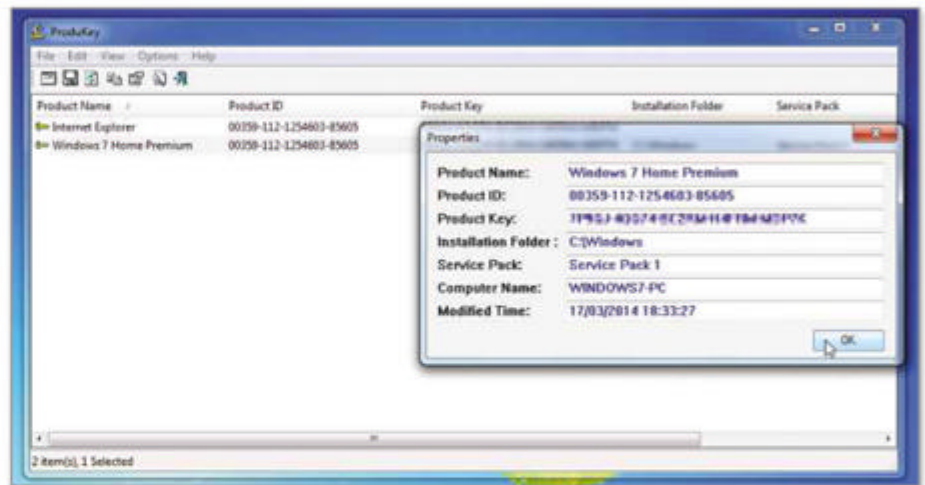 ProduKey
File Edit View Options Help
Product Name / Product ID Product Key Installation Folder Service Pack
Internet Explorer 00359-112-1254603-85605
Windows 7 Home Premium 00359-112-1254603-85605
Properties
Product Name: Windows 7 Home Premium
Product ID: 00359-112-1254603-85605
Product Key:
Installation Folder : C:\Windows
Service Pack: Service Pack 1
Computer Name: WINDOWS7-PC
Modified Time: 17/03/2014 18:33:27
OK
2 item(s), 1 Selected